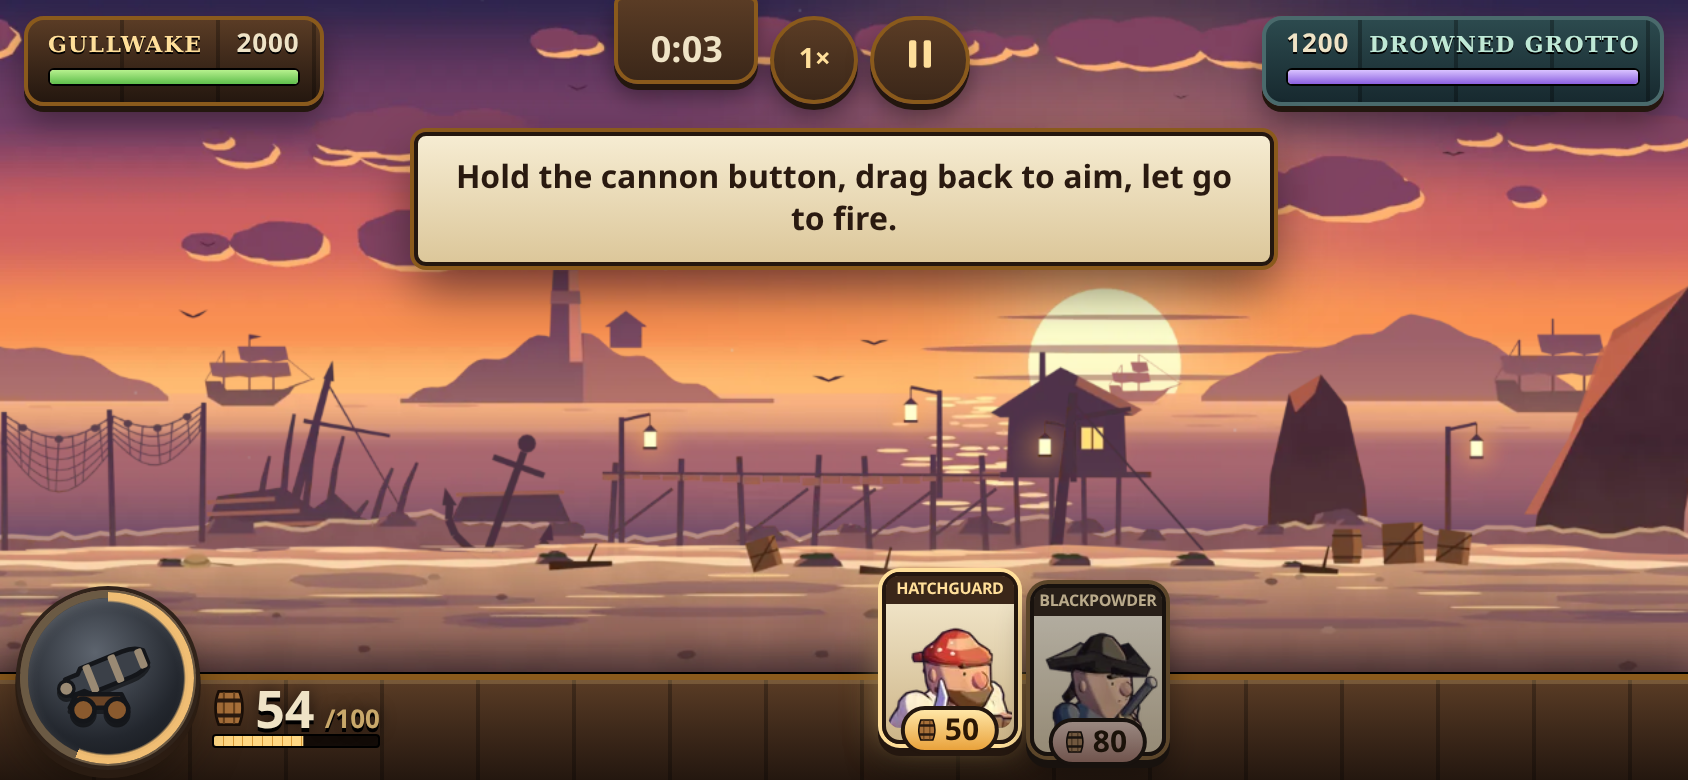 GULLWAKE 2000
0:03
1×
1200 DROWNED GROTTO
Hold the cannon button, drag back to aim, let go
to fire.
HATCHGUARD
BLACKPOWDER
54 /100
50
80